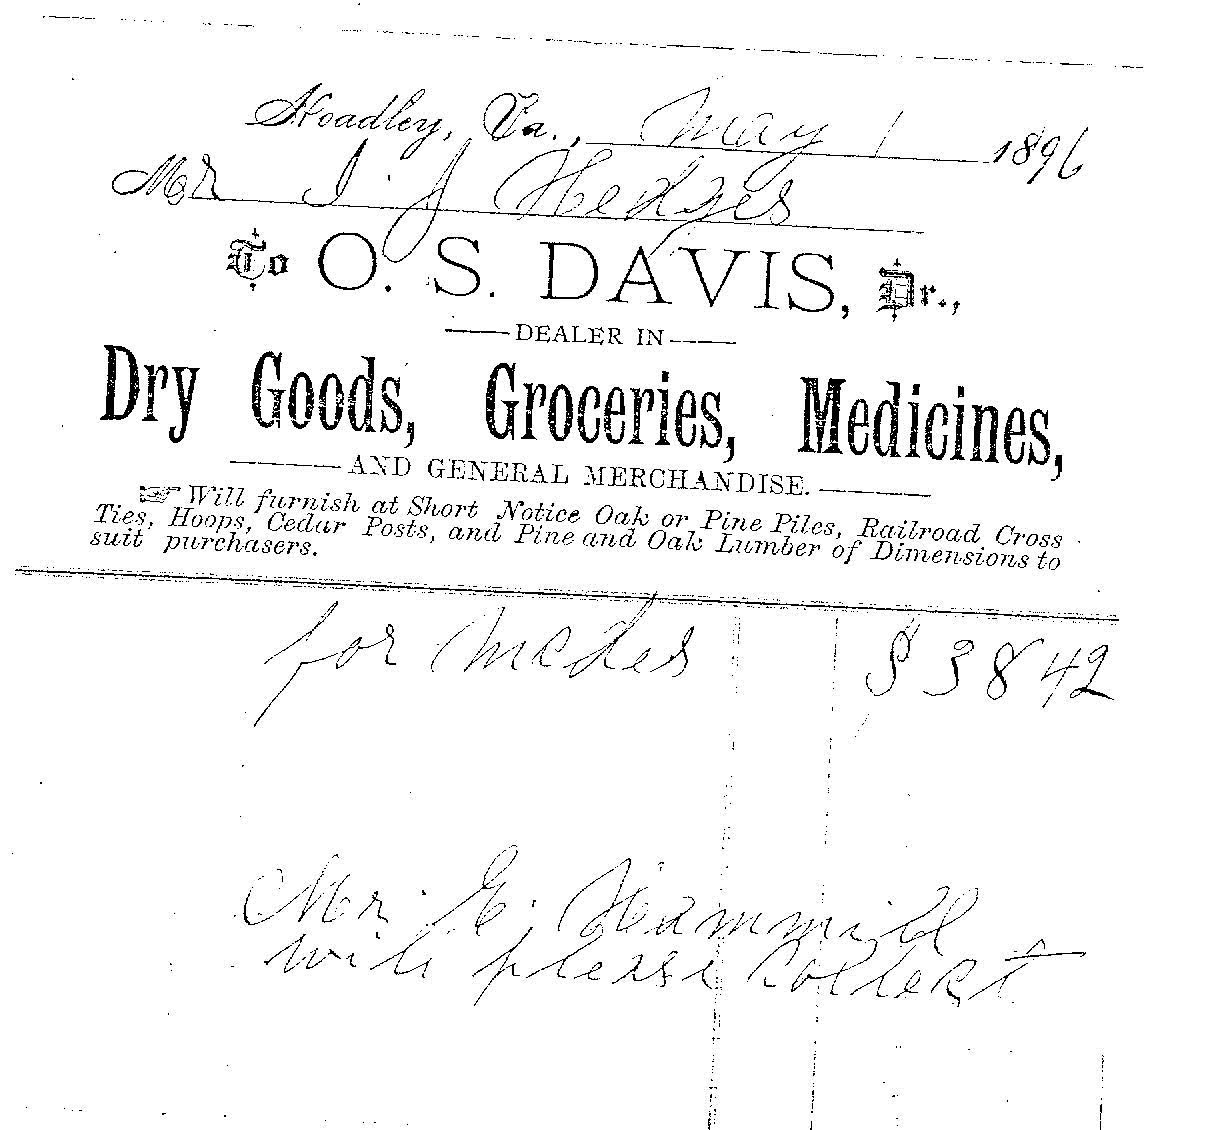 Hoadley, Va., May 1 1896
Mr I. J. Hedges
To O. S. DAVIS, Dr.,
DEALER IN
Dry Goods, Groceries, Medicines,
AND GENERAL MERCHANDISE.
☞ Will furnish at Short Notice Oak or Pine Piles, Railroad Cross
Ties, Hoops, Cedar Posts, and Pine and Oak Lumber of Dimensions to
suit purchasers.
for Mdes $ 38 42
Mr. E. Hammill
will please collect